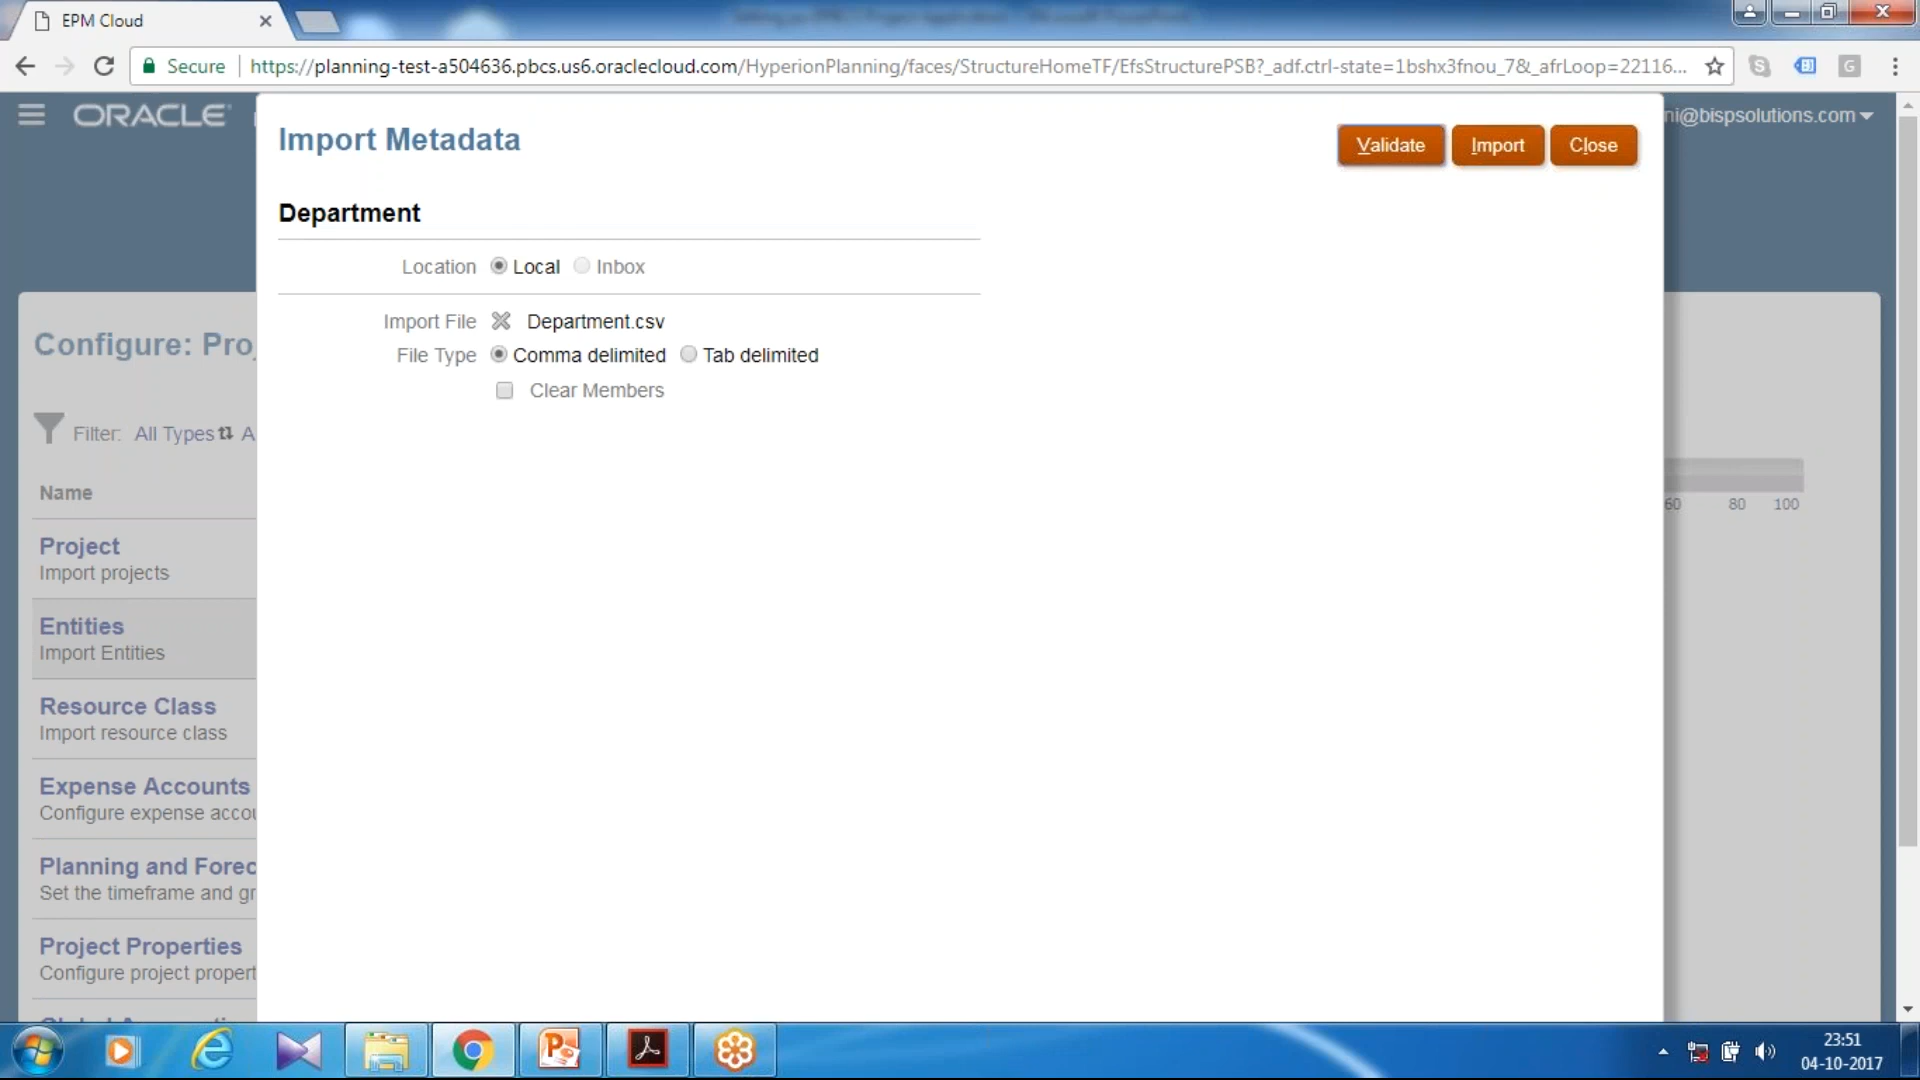 EPM Cloud
Secure https://planning-test-a504636.pbcs.us6.oraclecloud.com/HyperionPlanning/faces/StructureHomeTF/EfsStructurePSB?_adf.ctrl-state=1bshx3fnou_7&_afrLoop=22116...
ORACLE
ni@bispsolutions.com
Import Metadata
Validate Import Close
Department
Location Local Inbox
Import File Department.csv
File Type Comma delimited Tab delimited
Clear Members
Configure: Proj
Filter: All Types A
Name
60 80 100
Project
Import projects
Entities
Import Entities
Resource Class
Import resource class
Expense Accounts
Configure expense accou
Planning and Forec
Set the timeframe and gr
Project Properties
Configure project propert
23:51
04-10-2017